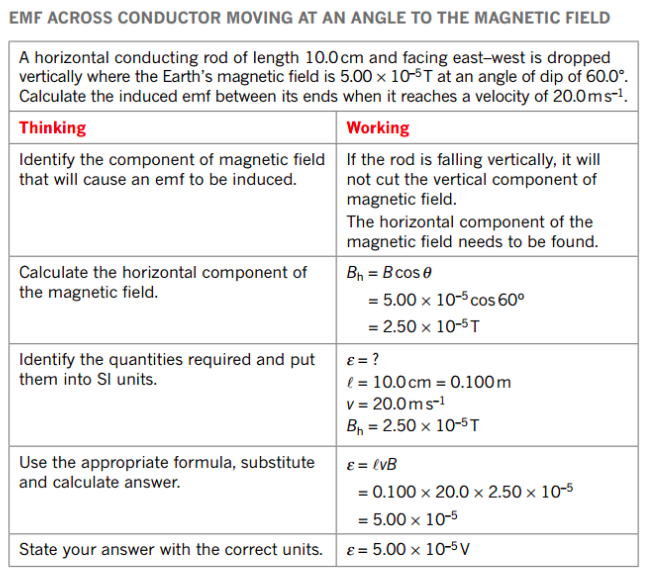 EMF ACROSS CONDUCTOR MOVING AT AN ANGLE TO THE MAGNETIC FIELD
A horizontal conducting rod of length 10.0 cm and facing east–west is dropped
vertically where the Earth's magnetic field is 5.00 × 10⁻⁵ T at an angle of dip of 60.0°.
Calculate the induced emf between its ends when it reaches a velocity of 20.0 m s⁻¹.
Thinking
Working
Identify the component of magnetic field
that will cause an emf to be induced.
If the rod is falling vertically, it will
not cut the vertical component of
magnetic field.
The horizontal component of the
magnetic field needs to be found.
Calculate the horizontal component of
the magnetic field.
Bₕ = B cos θ
= 5.00 × 10⁻⁵ cos 60°
= 2.50 × 10⁻⁵ T
Identify the quantities required and put
them into SI units.
ε = ?
ℓ = 10.0 cm = 0.100 m
v = 20.0 m s⁻¹
Bₕ = 2.50 × 10⁻⁵ T
Use the appropriate formula, substitute
and calculate answer.
ε = ℓvB
= 0.100 × 20.0 × 2.50 × 10⁻⁵
= 5.00 × 10⁻⁵
State your answer with the correct units.
ε = 5.00 × 10⁻⁵ V